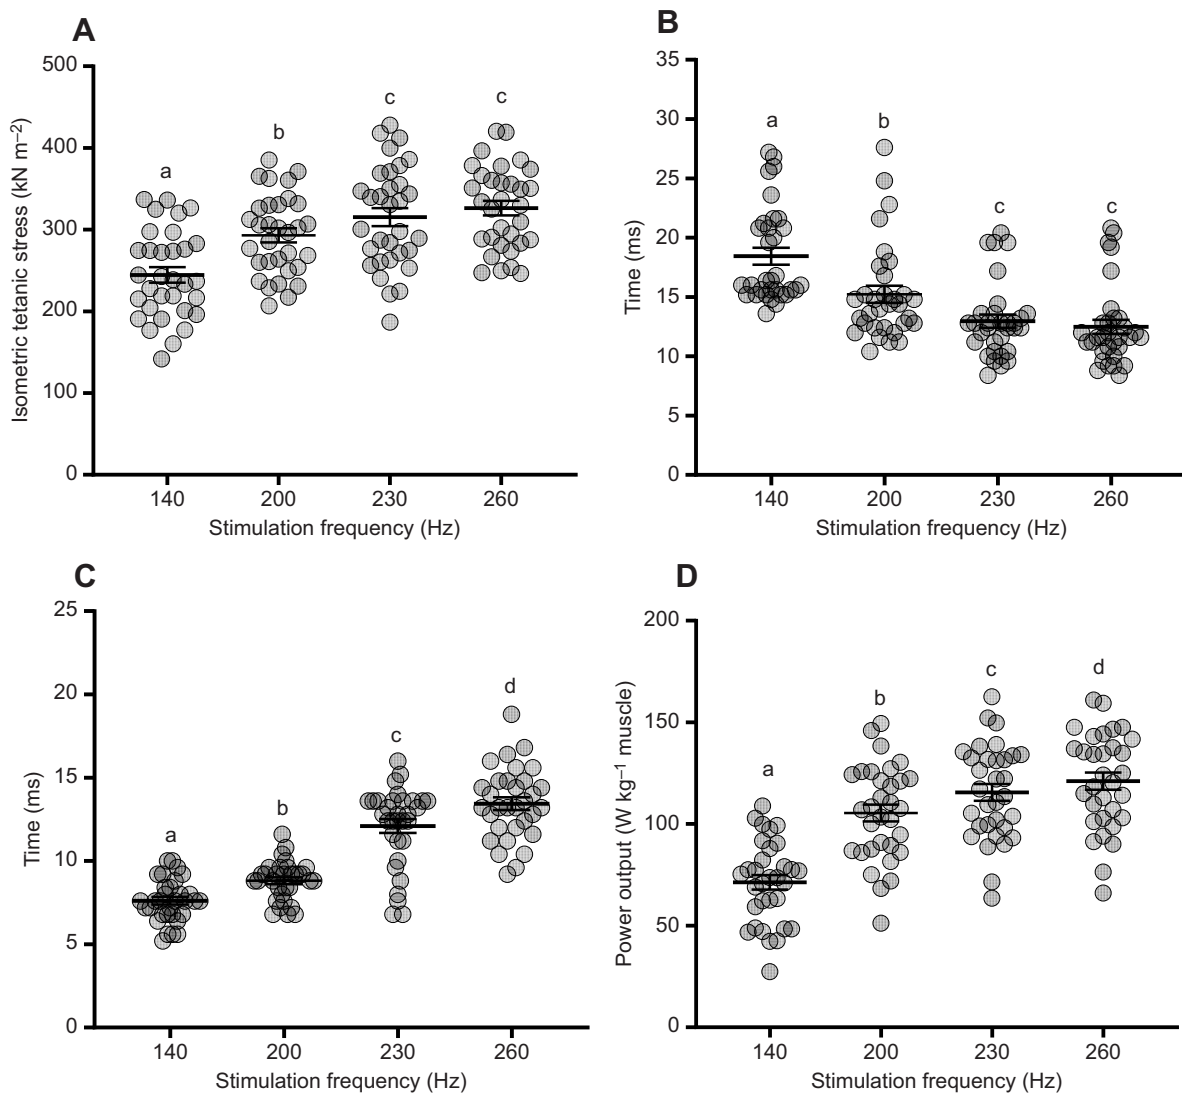 A
Isometric tetanic stress (kN m⁻²)
500
400
300
200
100
0
a
b
c
c
140
200
230
260
Stimulation frequency (Hz)
B
Time (ms)
35
30
25
20
15
10
5
0
a
b
c
c
140
200
230
260
Stimulation frequency (Hz)
C
Time (ms)
25
20
15
10
5
0
a
b
c
d
140
200
230
260
Stimulation frequency (Hz)
D
Power output (W kg⁻¹ muscle)
200
150
100
50
0
a
b
c
d
140
200
230
260
Stimulation frequency (Hz)